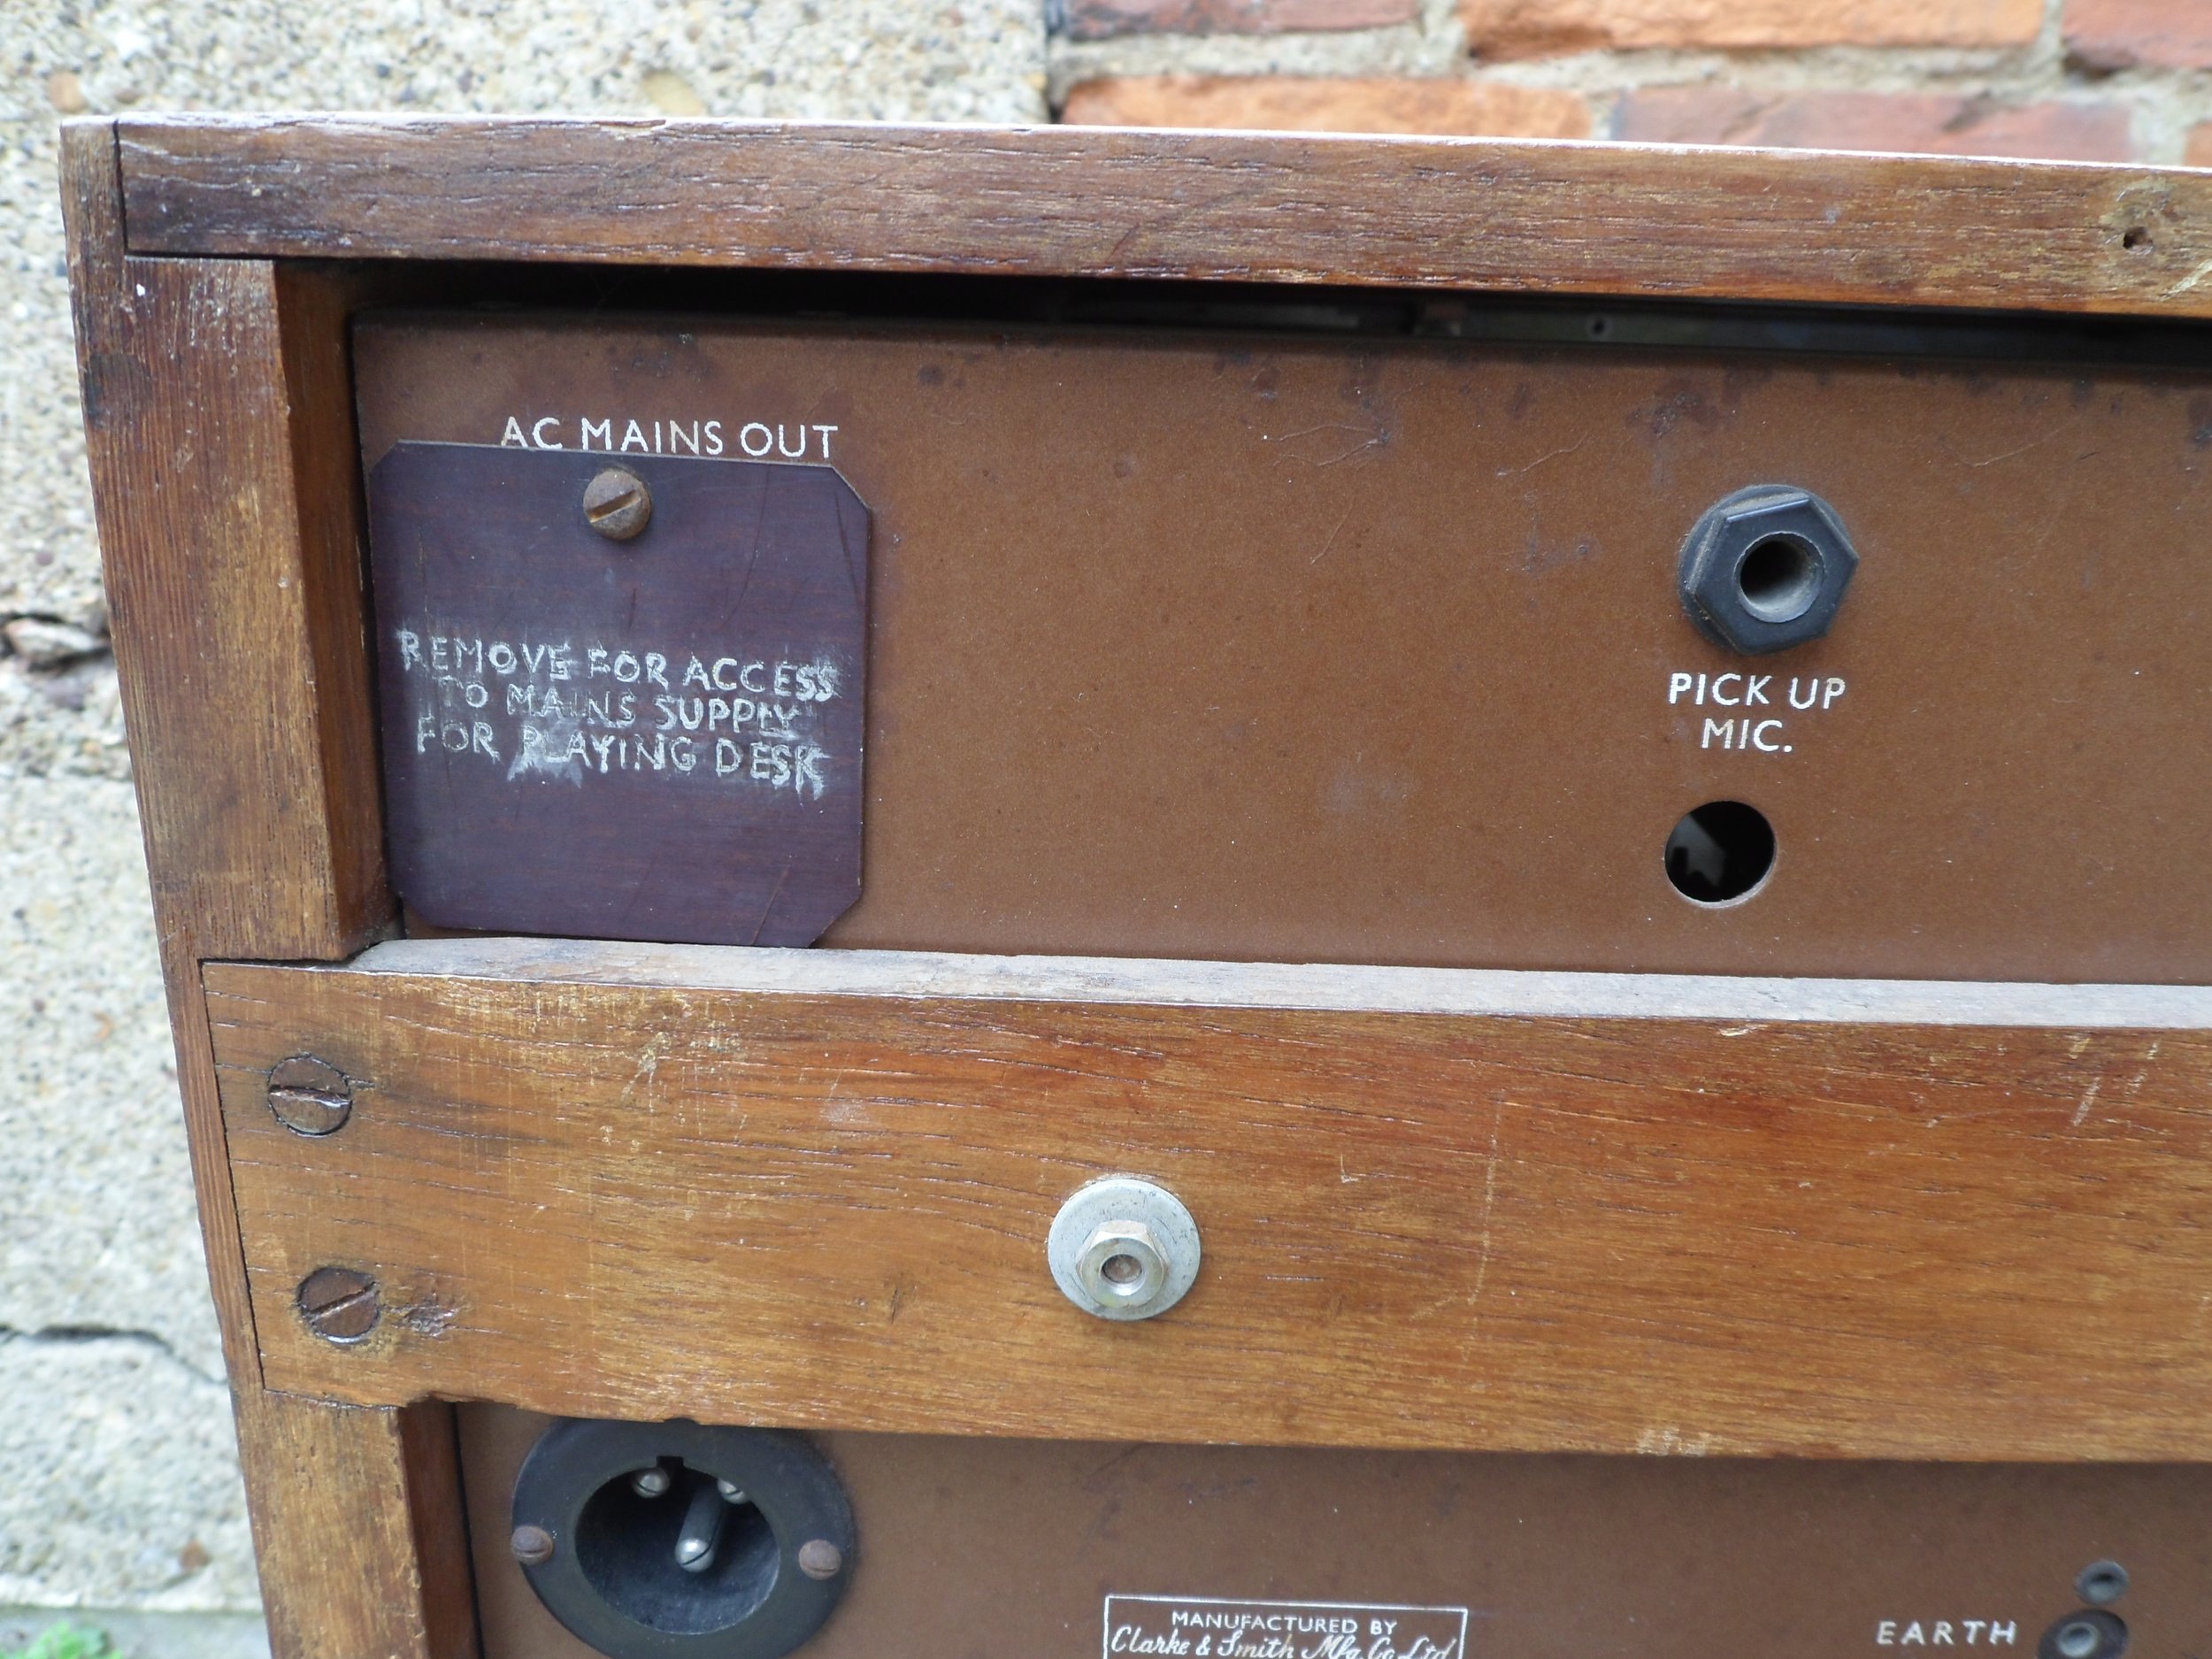 AC MAINS OUT
REMOVE FOR ACCESS
TO MAINS SUPPLY
FOR PLAYING DESK
PICK UP
MIC.
MANUFACTURED BY
Clarke & Smith Mfg. Co. Ltd
EARTH